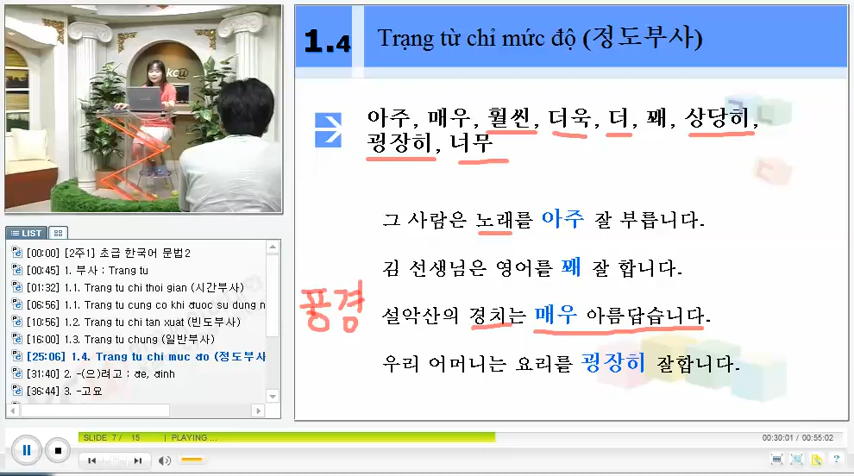 1.4 Trạng từ chỉ mức độ (정도부사)
아주, 매우, 훨씬, 더욱, 더, 꽤, 상당히,
굉장히, 너무
그 사람은 노래를 아주 잘 부릅니다.
김 선생님은 영어를 꽤 잘 합니다.
풍경
설악산의 경치는 매우 아름답습니다.
우리 어머니는 요리를 굉장히 잘합니다.
LIST
[00:00] [2주1] 초급 한국어 문법2
[00:45] 1. 부사 : Trang tu
[01:32] 1.1. Trang tu chi thoi gian (시간부사)
[06:56] 1.1. Trang tu cung co khi duoc su dung n
[10:56] 1.2. Trang tu chi tan xuat (빈도부사)
[16:00] 1.3. Trang tu chung (일반부사)
[25:06] 1.4. Trang tu chi muc do (정도부사
[31:40] 2. -(으)려고 : để, định
[36:44] 3. -고요
SLIDE 7 / 15 | PLAYING ...
00:30:01 / 00:55:02